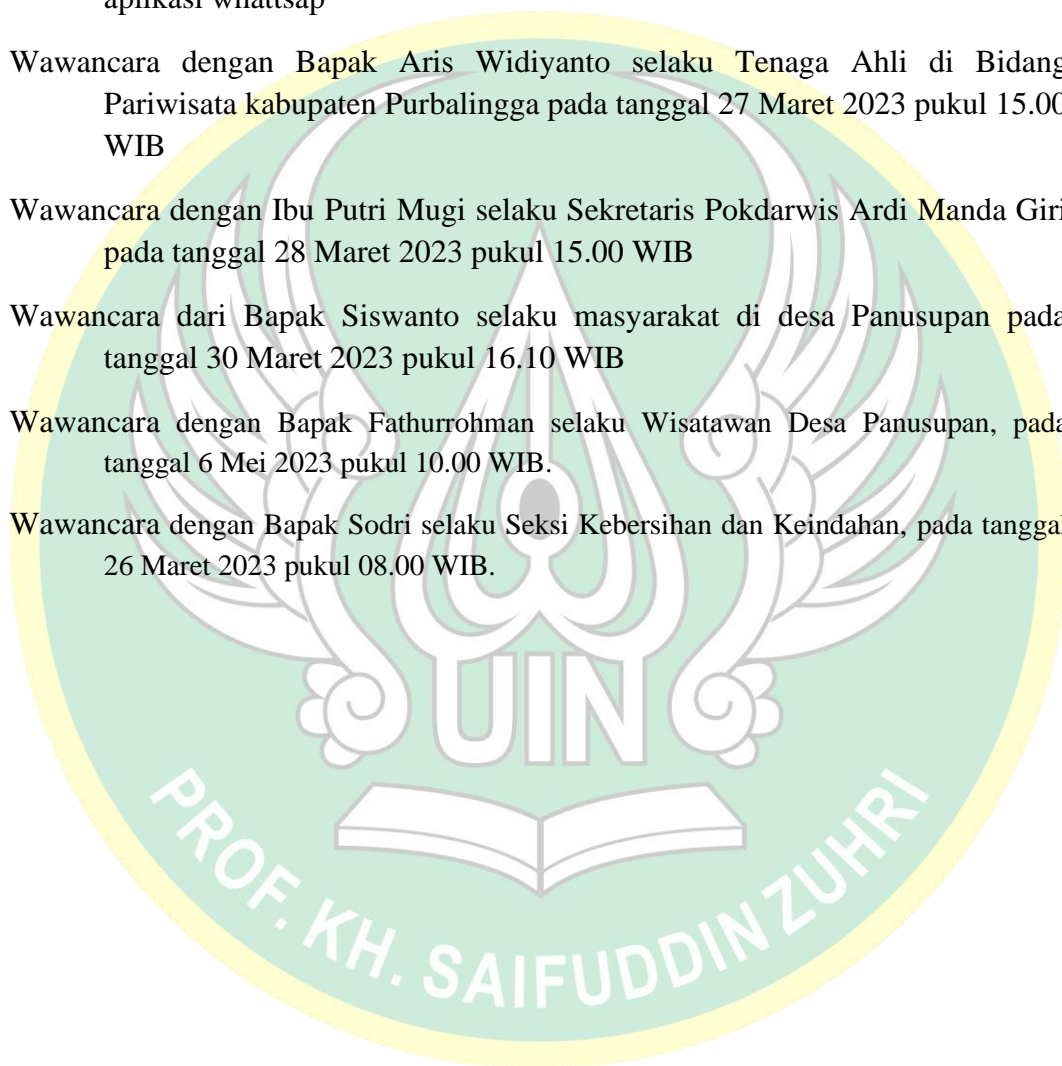 aplikasi whattsap
Wawancara dengan Bapak Aris Widiyanto selaku Tenaga Ahli di Bidang
Pariwisata kabupaten Purbalingga pada tanggal 27 Maret 2023 pukul 15.00
WIB
Wawancara dengan Ibu Putri Mugi selaku Sekretaris Pokdarwis Ardi Manda Giri
pada tanggal 28 Maret 2023 pukul 15.00 WIB
Wawancara dari Bapak Siswanto selaku masyarakat di desa Panusupan pada
tanggal 30 Maret 2023 pukul 16.10 WIB
Wawancara dengan Bapak Fathurrohman selaku Wisatawan Desa Panusupan, pada
tanggal 6 Mei 2023 pukul 10.00 WIB.
Wawancara dengan Bapak Sodri selaku Seksi Kebersihan dan Keindahan, pada tanggal
26 Maret 2023 pukul 08.00 WIB.
UIN
PROF. KH. SAIFUDDIN ZUHRI